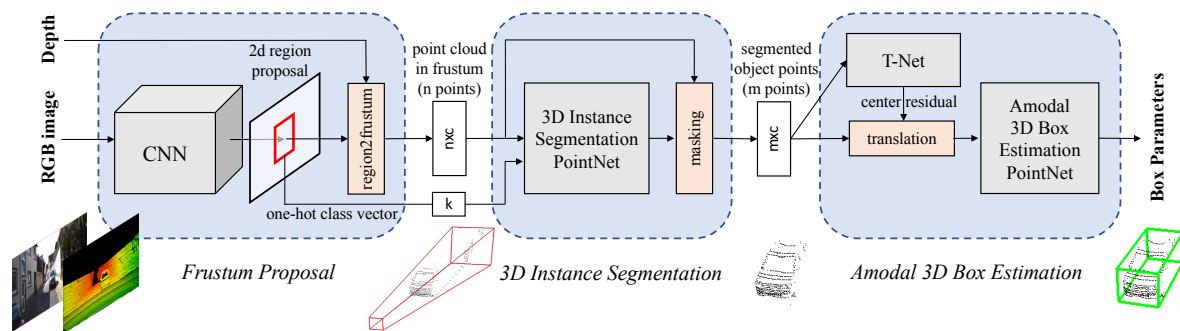 Depth
RGB image
CNN
2d region
proposal
region2frustum
one-hot class vector
Frustum Proposal
point cloud
in frustum
(n points)
nxc
k
3D Instance
Segmentation
PointNet
masking
3D Instance Segmentation
segmented
object points
(m points)
mxc
T-Net
center residual
translation
Amodal
3D Box
Estimation
PointNet
Amodal 3D Box Estimation
Box Parameters